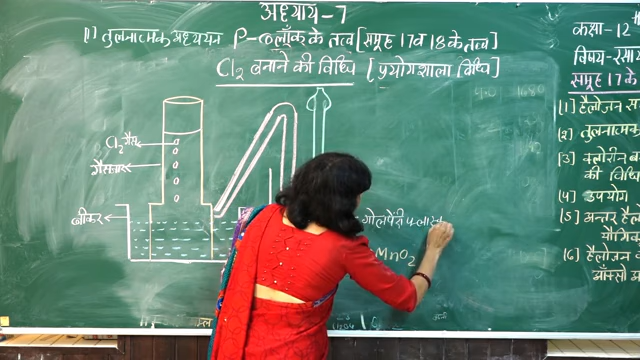 अध्याय-7
[1] तुलनात्मक अध्ययन P-ब्लॉक के तत्व [समूह 17 व 18 के तत्व]
Cl₂ बनाने की विधि [प्रयोगशाला विधि]
Cl₂ गैस
गैसजार
बीकर
गोलपेंदी फ्लास्क
MnO₂
कक्षा-12
विषय-रसा
समूह 17 के
[1] हैलोजन
[2] तुलनात्मक
[3] क्लोरीन
की विधि
[4] उपयोग
[5] अन्तर
यौगिक
[6] हैलोजन